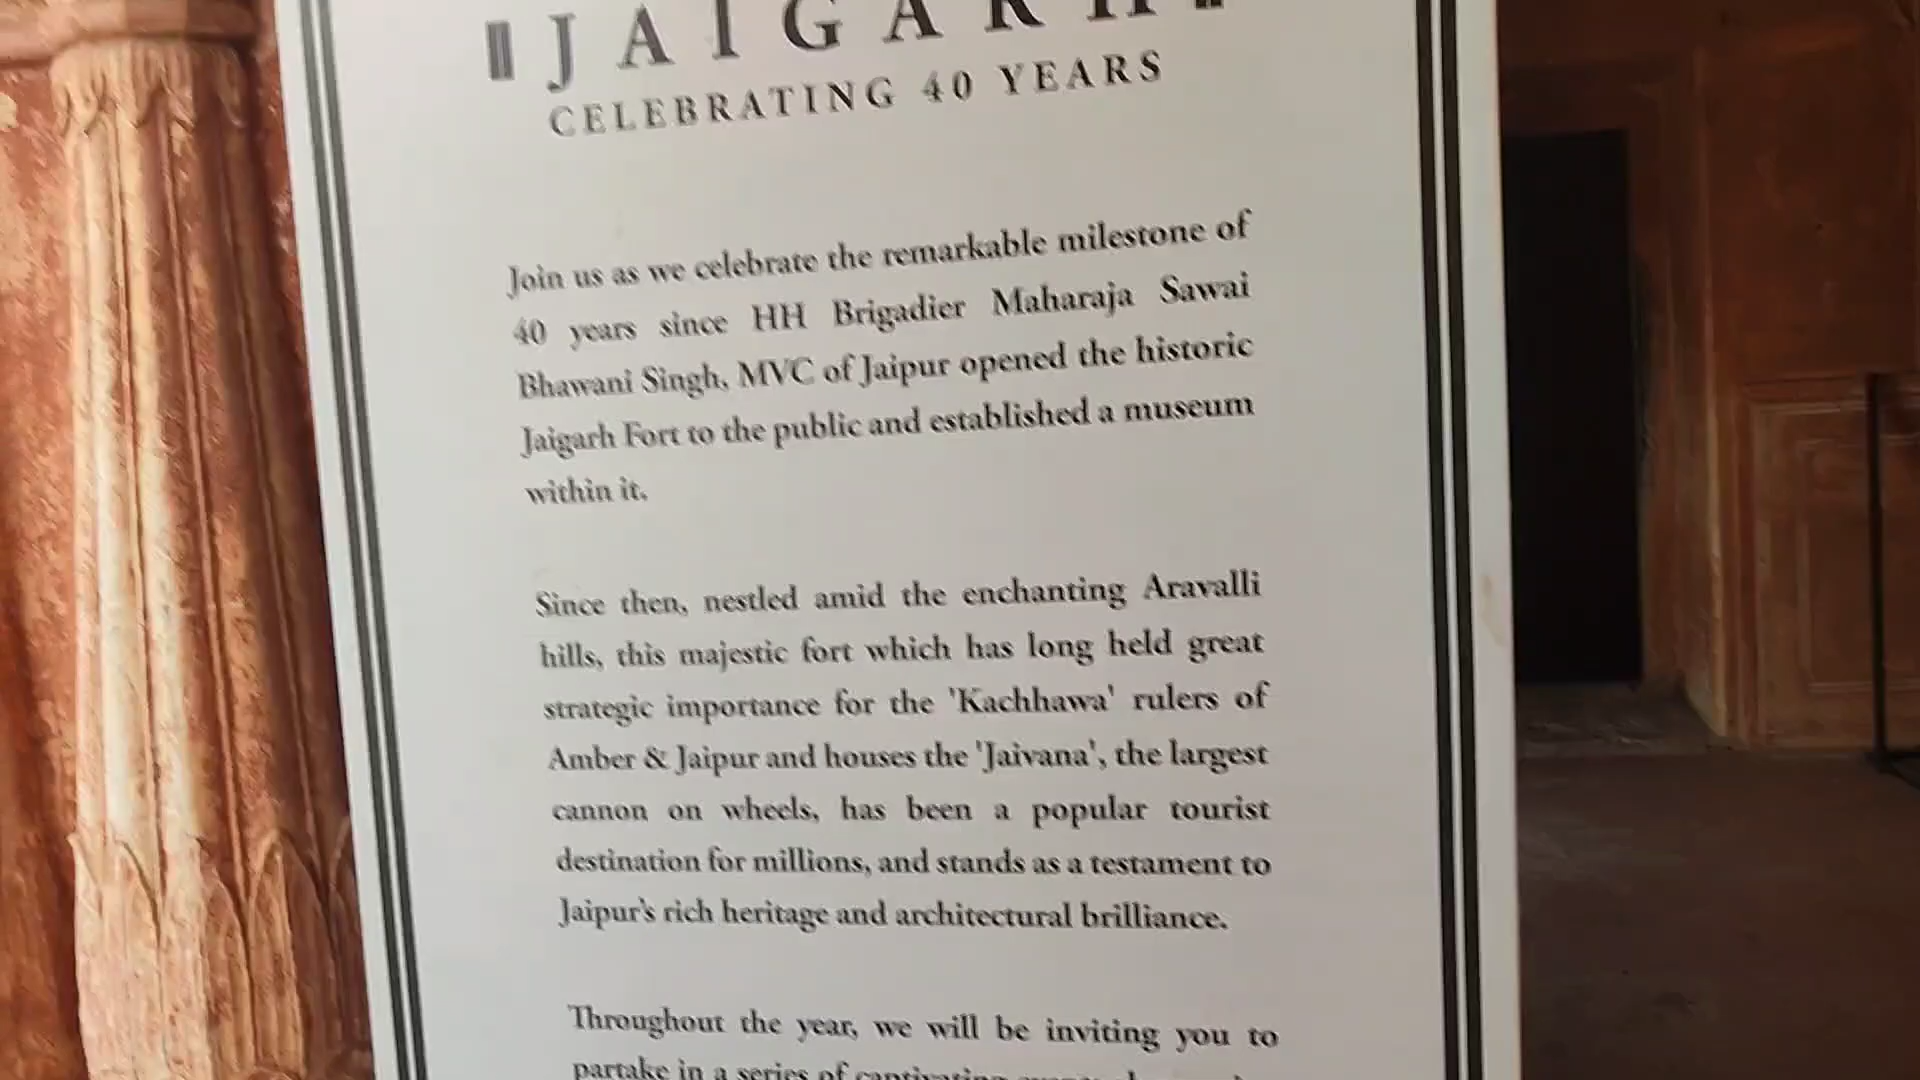 JAIGARH
CELEBRATING 40 YEARS
Join us as we celebrate the remarkable milestone of
40 years since HH Brigadier Maharaja Sawai
Bhawani Singh, MVC of Jaipur opened the historic
Jaigarh Fort to the public and established a museum
within it.
Since then, nestled amid the enchanting Aravalli
hills, this majestic fort which has long held great
strategic importance for the 'Kachhawa' rulers of
Amber & Jaipur and houses the 'Jaivana', the largest
cannon on wheels, has been a popular tourist
destination for millions, and stands as a testament to
Jaipur's rich heritage and architectural brilliance.
Throughout the year, we will be inviting you to
partake in a series of captivating